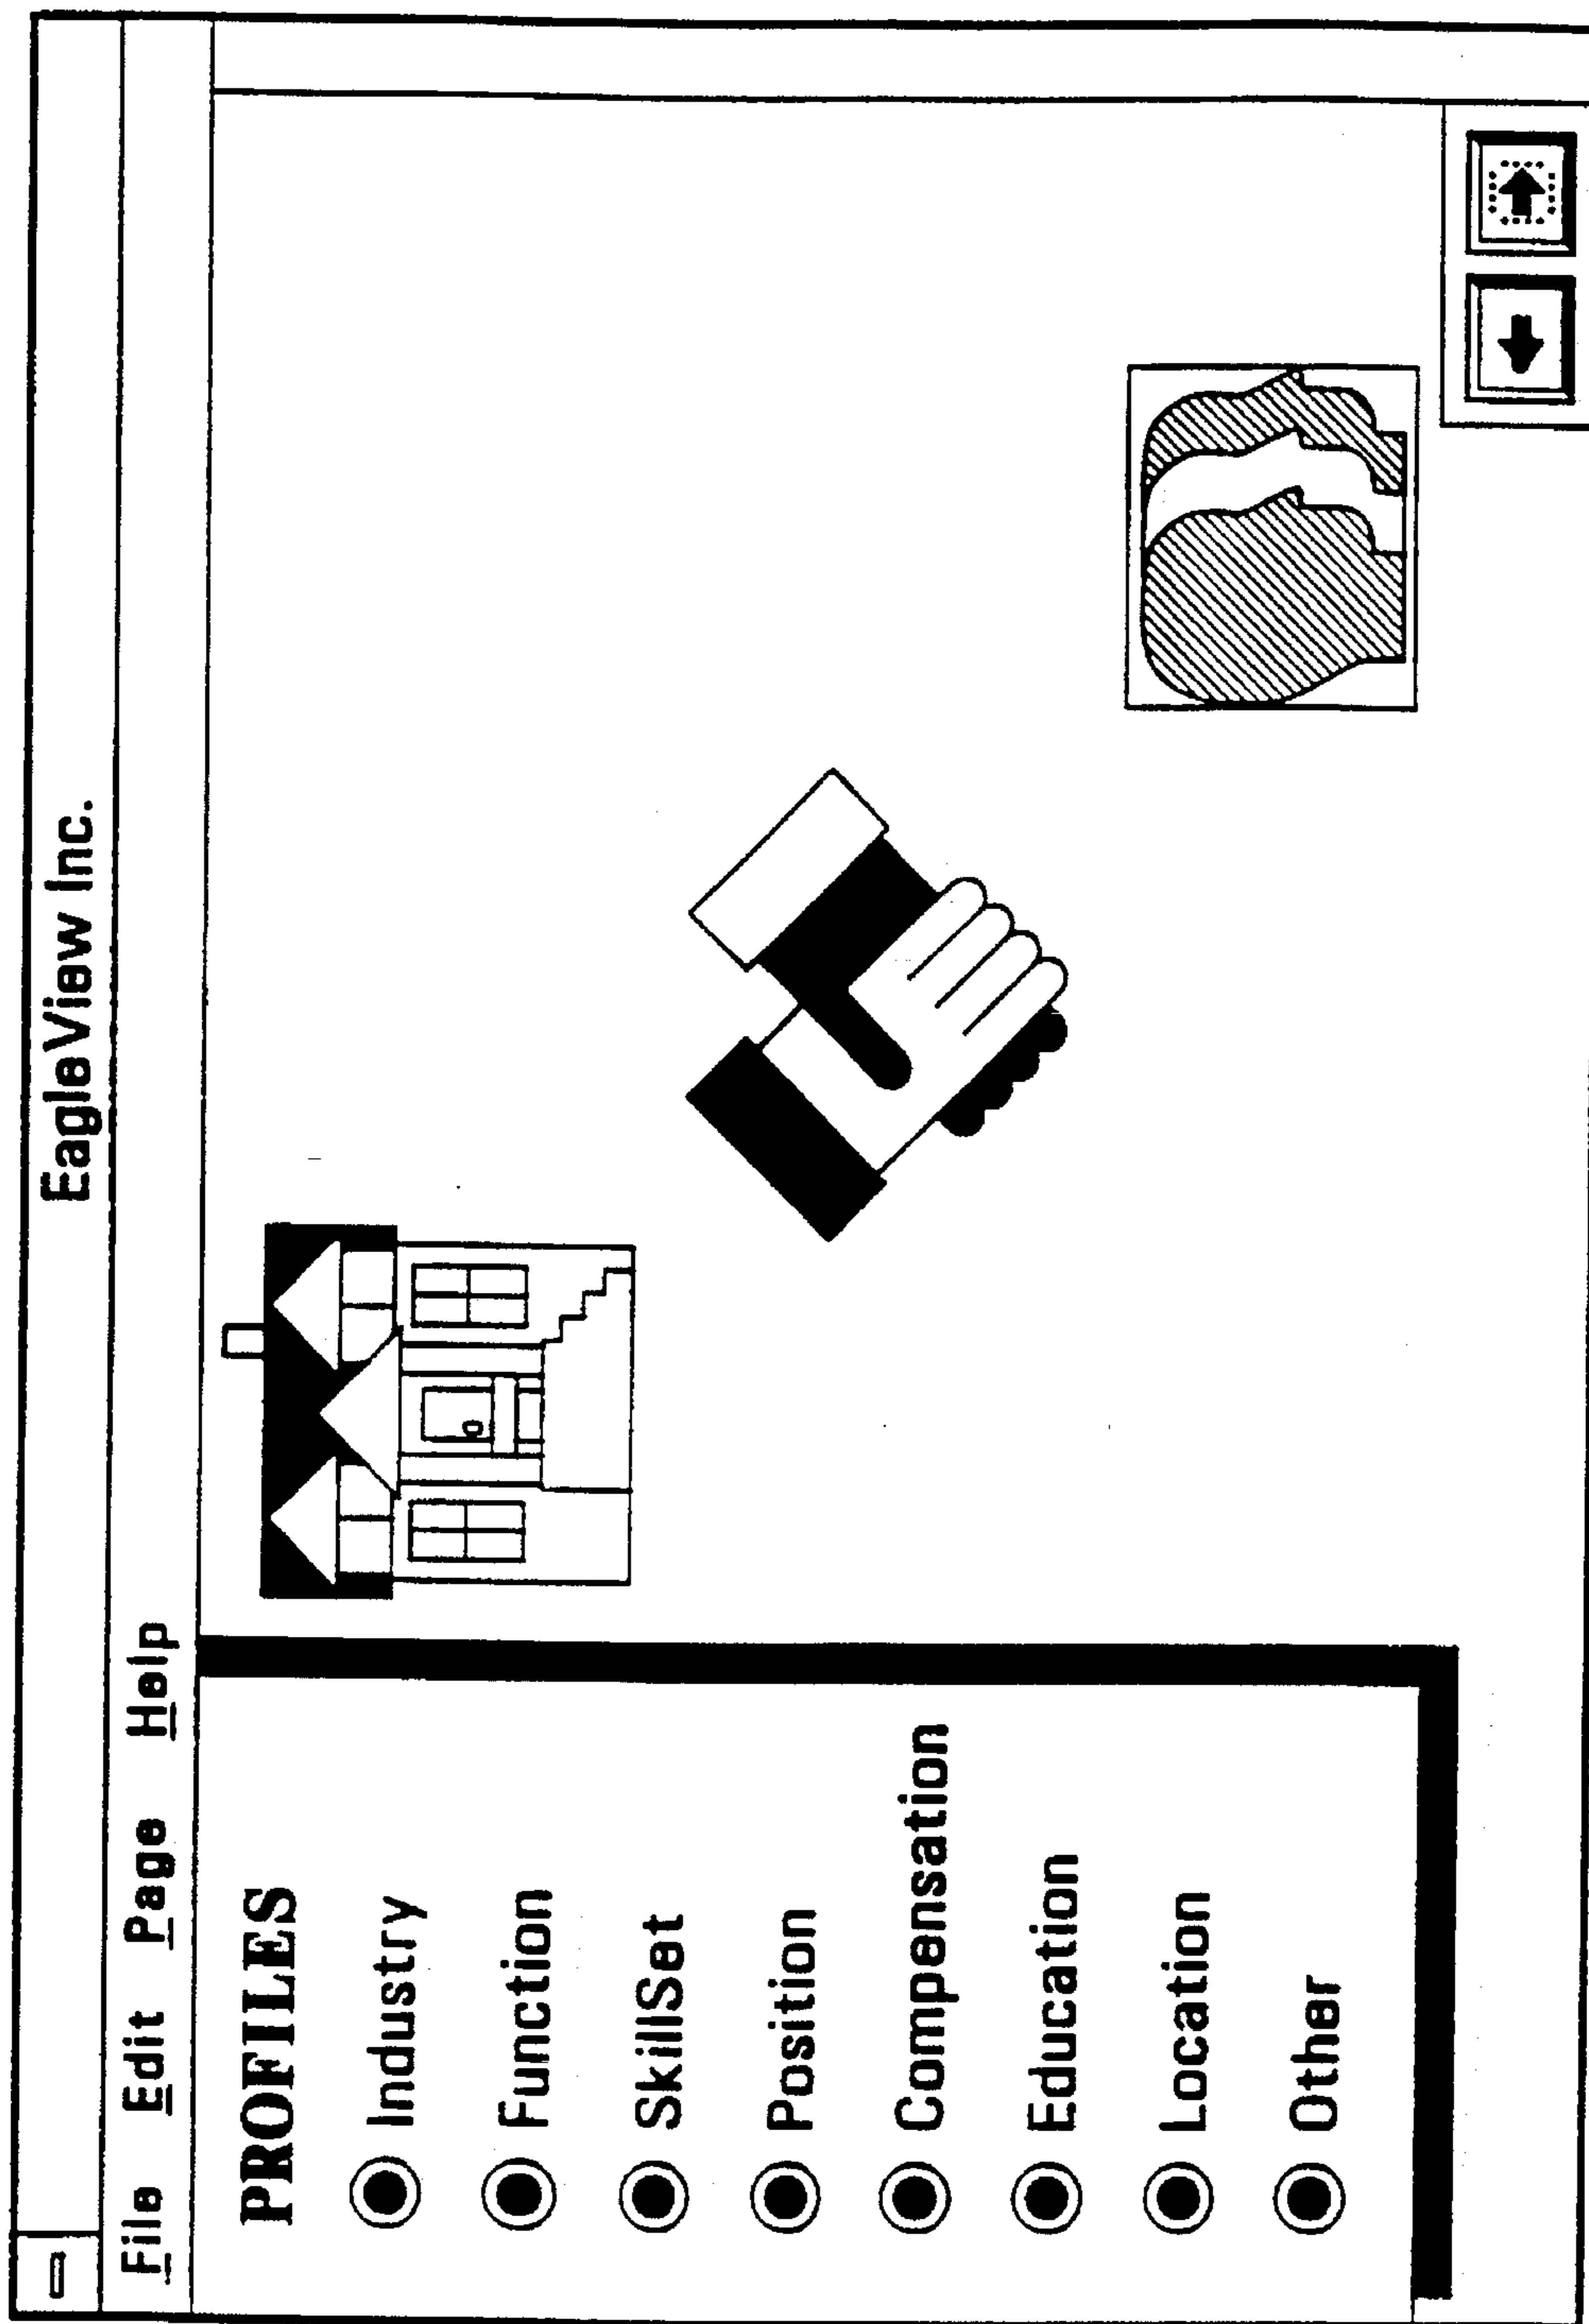 EagleView Inc.
File Edit Page Help
PROFILES
Industry
Function
SkillSet
Position
Compensation
Education
Location
Other